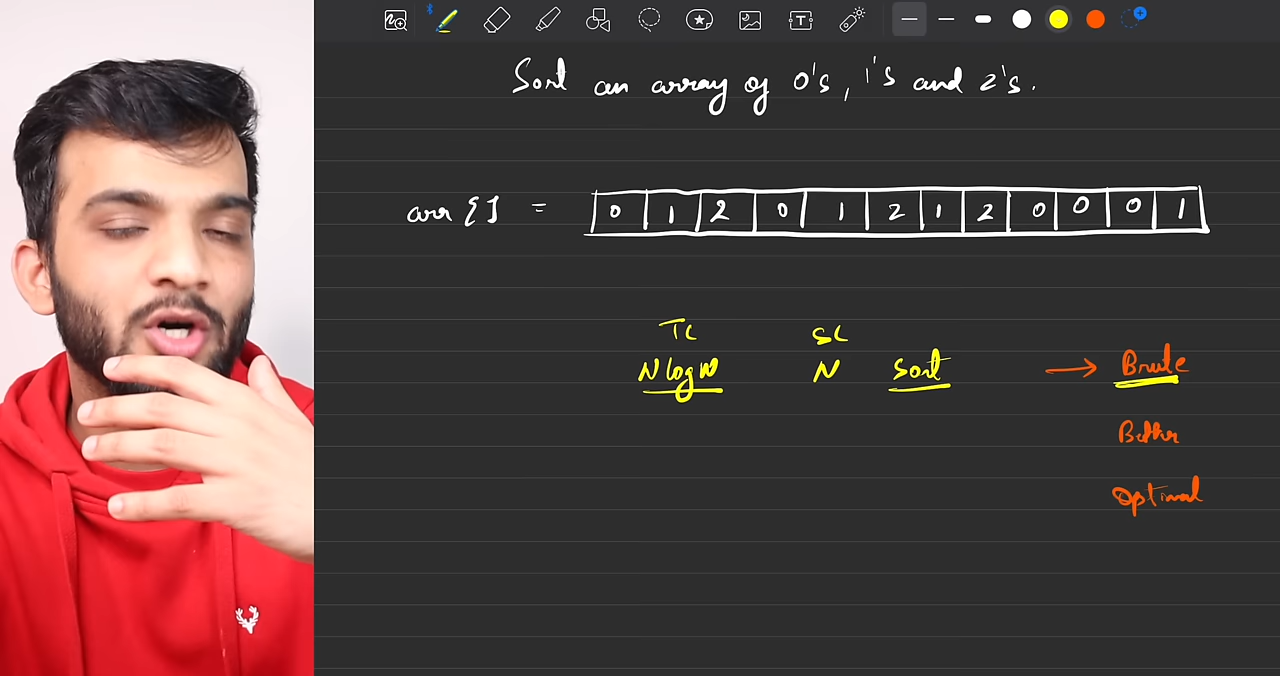 Sort an array of 0's, 1's and 2's.
arr [] = 0 1 2 0 1 2 1 2 0 0 0 1
TC SC
N log N N Sort → Brute
Better
Optimal